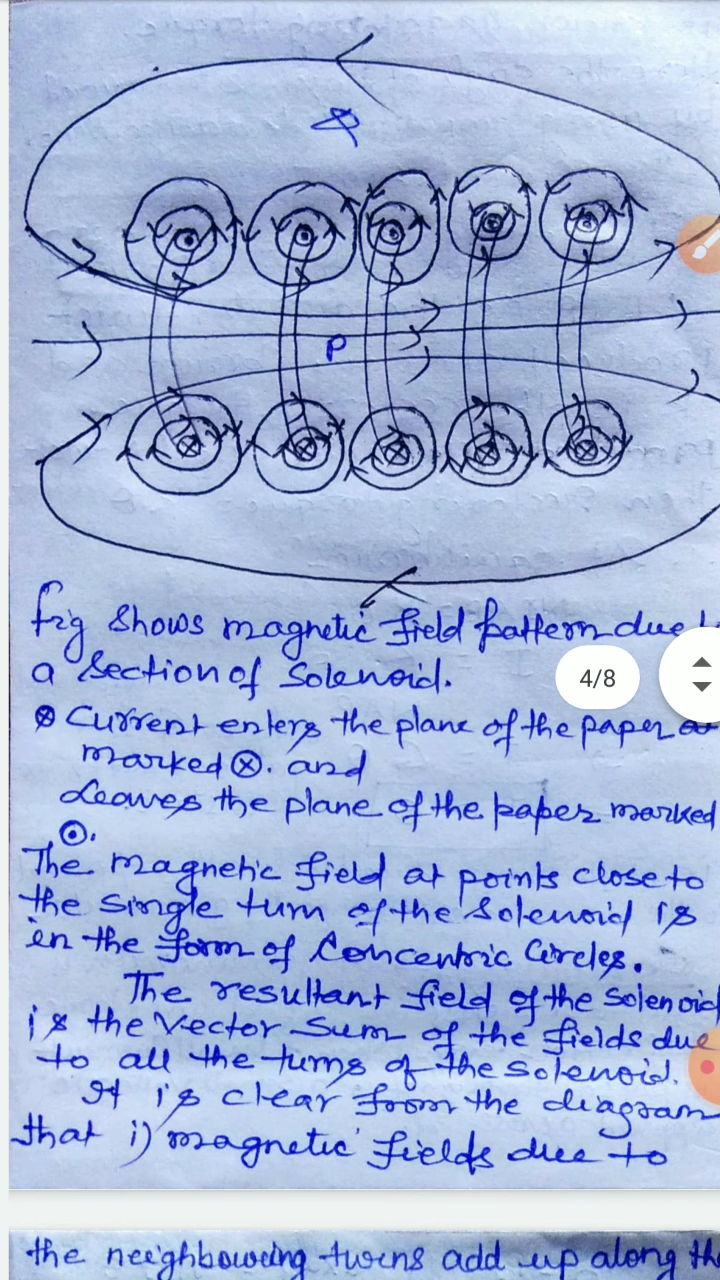 Q
P
Fig shows magnetic field pattern due
a section of Solenoid.
⊗ Current enters the plane of the paper
marked ⊗. and
Leaves the plane of the paper marked
⊙.
The magnetic field at points close to
the single turn of the Solenoid is
in the form of Concentric Circles.
The resultant field of the solenoid
is the vector sum of the fields due
to all the turns of the Solenoid.
It is clear from the diagram
that i) magnetic fields due to
the neighbouring turns add up along
4/8